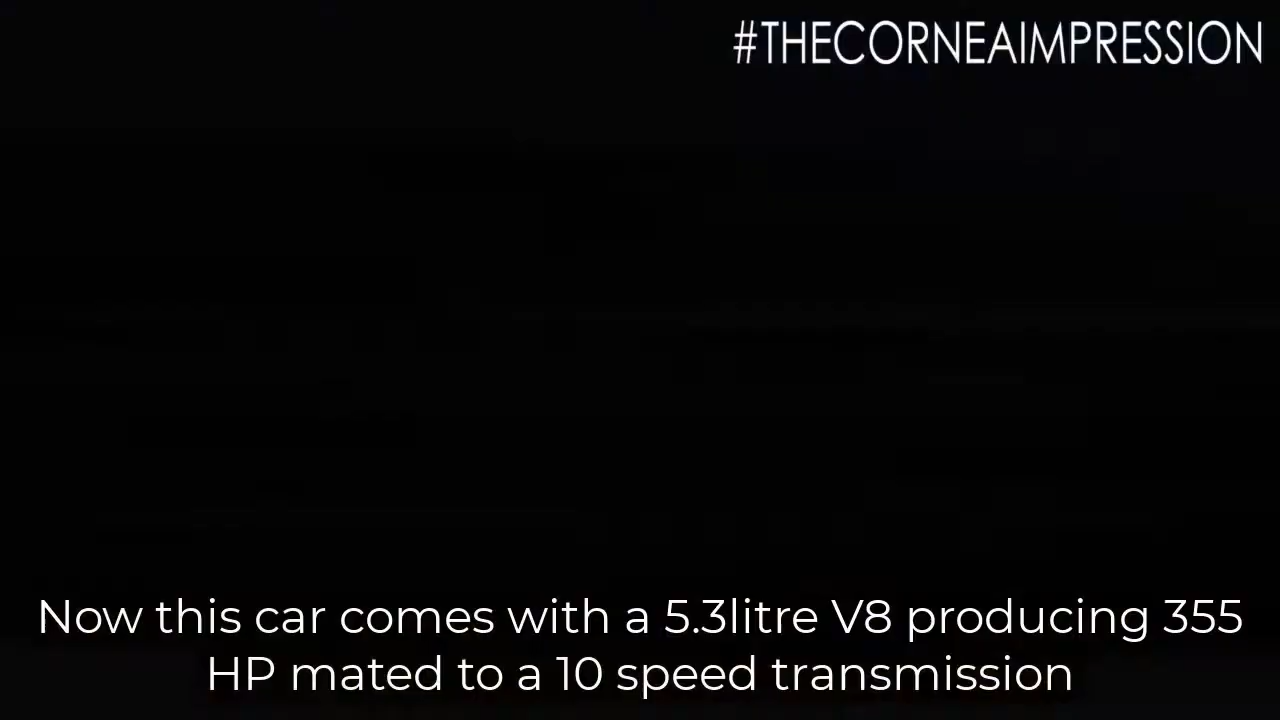 #THECORNEAIMPRESSION
Now this car comes with a 5.3litre V8 producing 355
HP mated to a 10 speed transmission